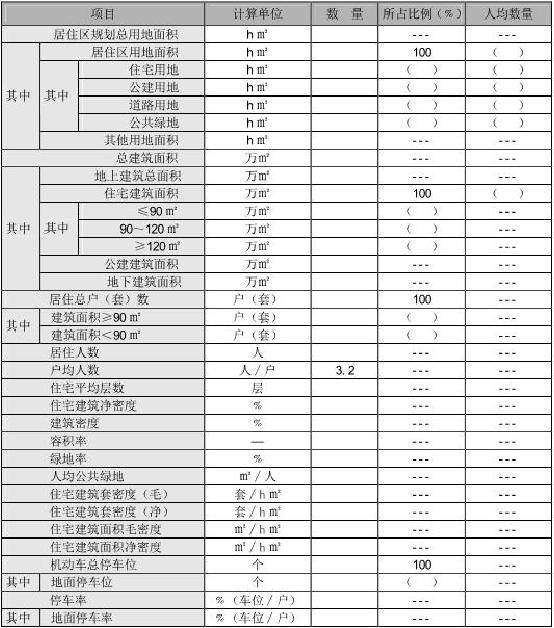 项目 计算单位 数 量 所占比例(%) 人均数量
居住区规划总用地面积 h㎡ --- ---
其中 居住区用地面积 h㎡ 100 ( )
其中 住宅用地 h㎡ ( ) ( )
公建用地 h㎡ ( ) ( )
道路用地 h㎡ ( ) ( )
公共绿地 h㎡ ( ) ( )
其他用地面积 h㎡ --- ---
总建筑面积 万㎡ --- ---
其中 地上建筑总面积 万㎡ --- ---
住宅建筑面积 万㎡ 100 ( )
其中 ≤90㎡ 万㎡ ( ) ---
90~120㎡ 万㎡ ( ) ---
≥120㎡ 万㎡ ( ) ---
公建建筑面积 万㎡ --- ---
地下建筑面积 万㎡ --- ---
居住总户(套)数 户(套) 100 ---
其中 建筑面积≥90㎡ 户(套) ( ) ---
建筑面积<90㎡ 户(套) ( ) ---
居住人数 人 --- ---
户均人数 人/户 3.2 --- ---
住宅平均层数 层 --- ---
住宅建筑净密度 % --- ---
建筑密度 % --- ---
容积率 — --- ---
绿地率 % --- ---
人均公共绿地 ㎡/人 --- ---
住宅建筑套密度(毛) 套/h㎡ --- ---
住宅建筑套密度(净) 套/h㎡ --- ---
住宅建筑面积毛密度 ㎡/h㎡ --- ---
住宅建筑面积净密度 ㎡/h㎡ --- ---
机动车总停车位 个 100 ---
其中 地面停车位 个 ( ) ---
停车率 %(车位/户) --- ---
其中 地面停车率 %(车位/户) --- ---